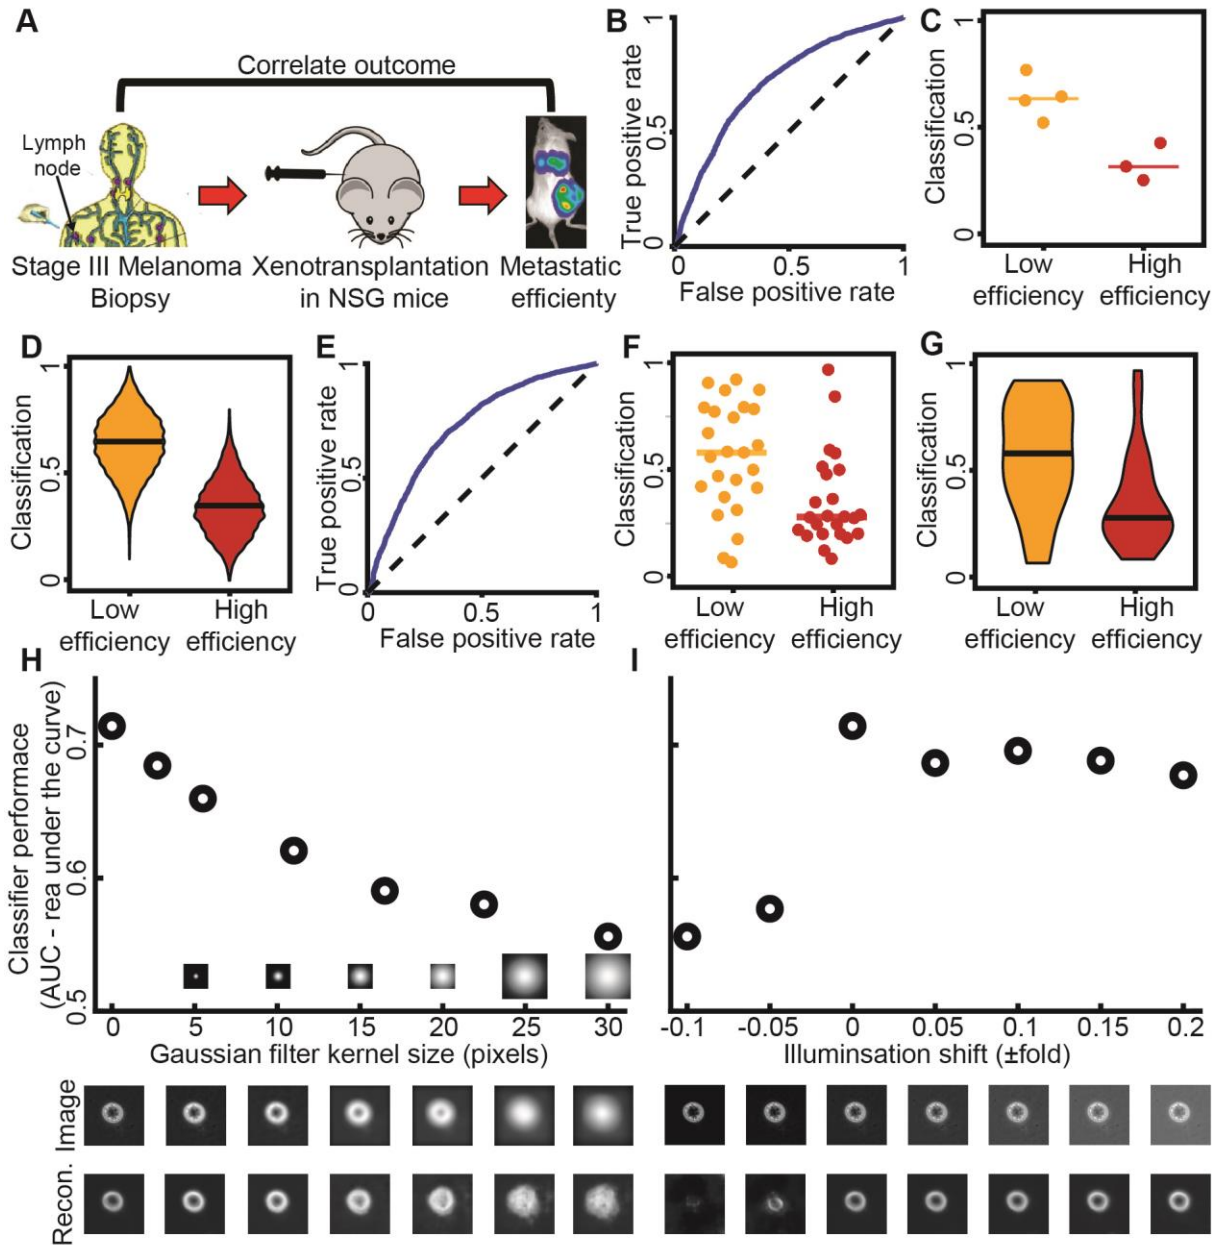 A
Correlate outcome
Lymph
node
Stage III Melanoma
Biopsy
Xenotransplantation
in NSG mice
Metastatic
efficienty
B
True positive rate
1
0.5
0
0
0.5
1
False positive rate
C
Classification
1
0.5
0
Low
efficiency
High
efficiency
D
Classification
1
0.5
0
Low
efficiency
High
efficiency
E
True positive rate
1
0.5
0
0
0.5
1
False positive rate
F
Classification
1
0.5
0
Low
efficiency
High
efficiency
G
Classification
1
0.5
0
Low
efficiency
High
efficiency
H
Classifier performace
(AUC - rea under the curve)
0.7
0.6
0.5
0
5
10
15
20
25
30
Gaussian filter kernel size (pixels)
I
-0.1
-0.05
0
0.05
0.1
0.15
0.2
Illuminsation shift (±fold)
Image
Recon.